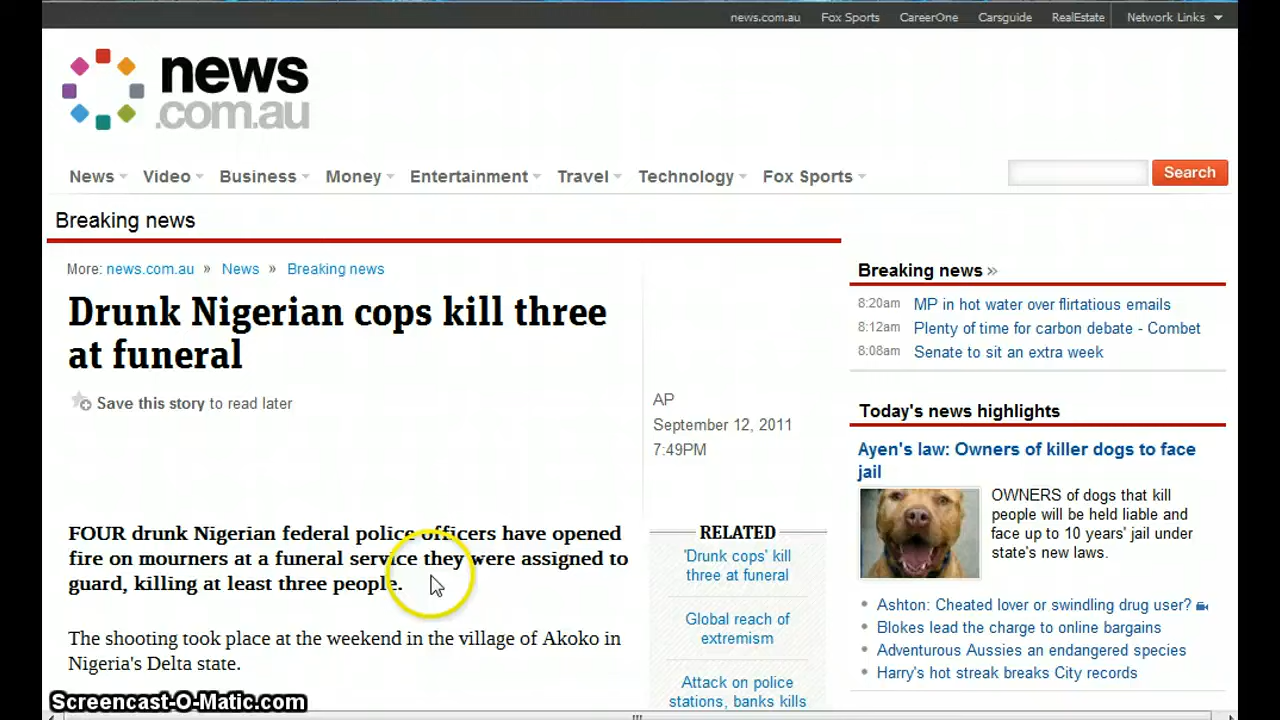 news.com.au Fox Sports CareerOne Carsguide RealEstate Network Links
news
.com.au
News Video Business Money Entertainment Travel Technology Fox Sports
Search
Breaking news
More: news.com.au » News » Breaking news
Drunk Nigerian cops kill three
at funeral
Save this story to read later
AP
September 12, 2011
7:49PM
FOUR drunk Nigerian federal police officers have opened
fire on mourners at a funeral service they were assigned to
guard, killing at least three people.
The shooting took place at the weekend in the village of Akoko in
Nigeria's Delta state.
RELATED
'Drunk cops' kill
three at funeral
Global reach of
extremism
Attack on police
stations, banks kills
Breaking news »
8:20am MP in hot water over flirtatious emails
8:12am Plenty of time for carbon debate - Combet
8:08am Senate to sit an extra week
Today's news highlights
Ayen's law: Owners of killer dogs to face
jail
OWNERS of dogs that kill
people will be held liable and
face up to 10 years' jail under
state's new laws.
• Ashton: Cheated lover or swindling drug user?
• Blokes lead the charge to online bargains
• Adventurous Aussies an endangered species
• Harry's hot streak breaks City records
Screencast-O-Matic.com